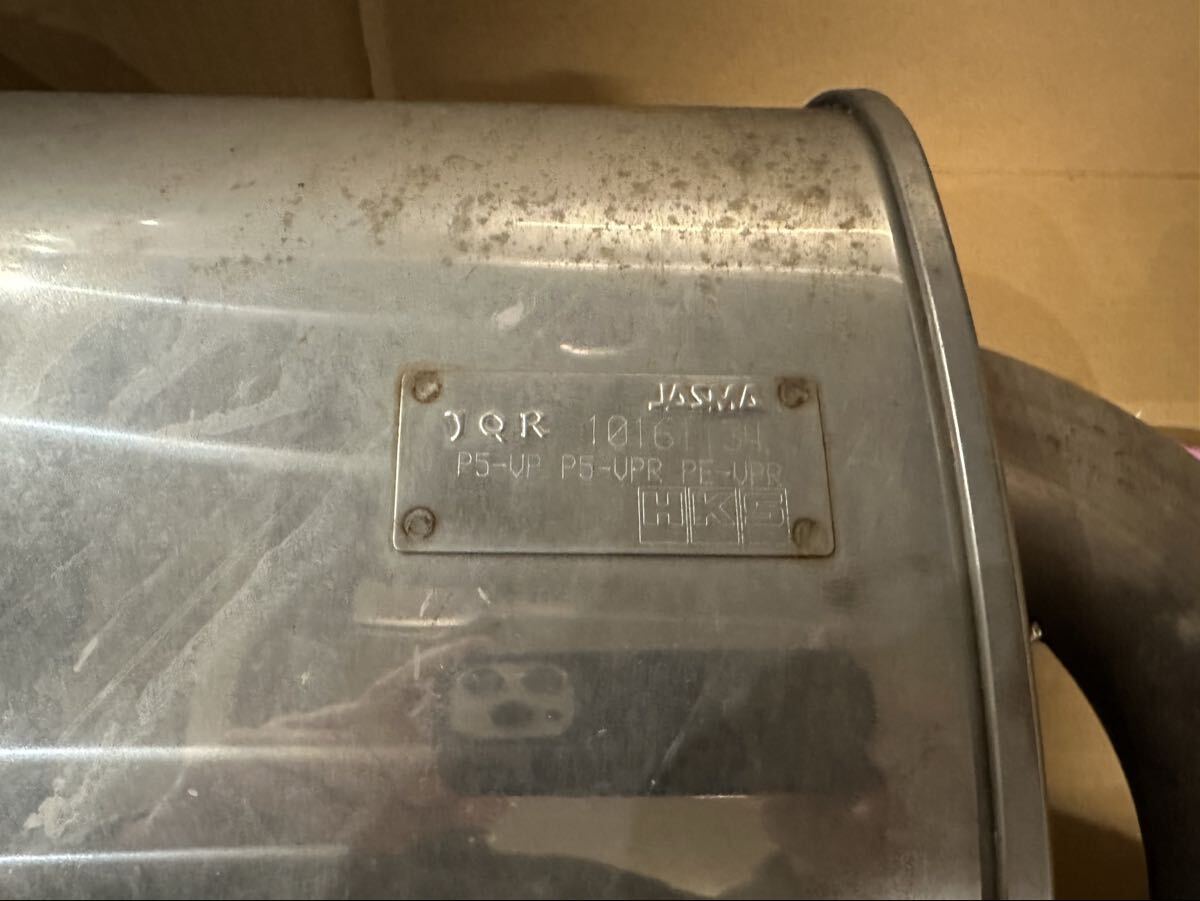 JASMA
JQR 10161134
P5-VP P5-VPR PE-VPR
HKS